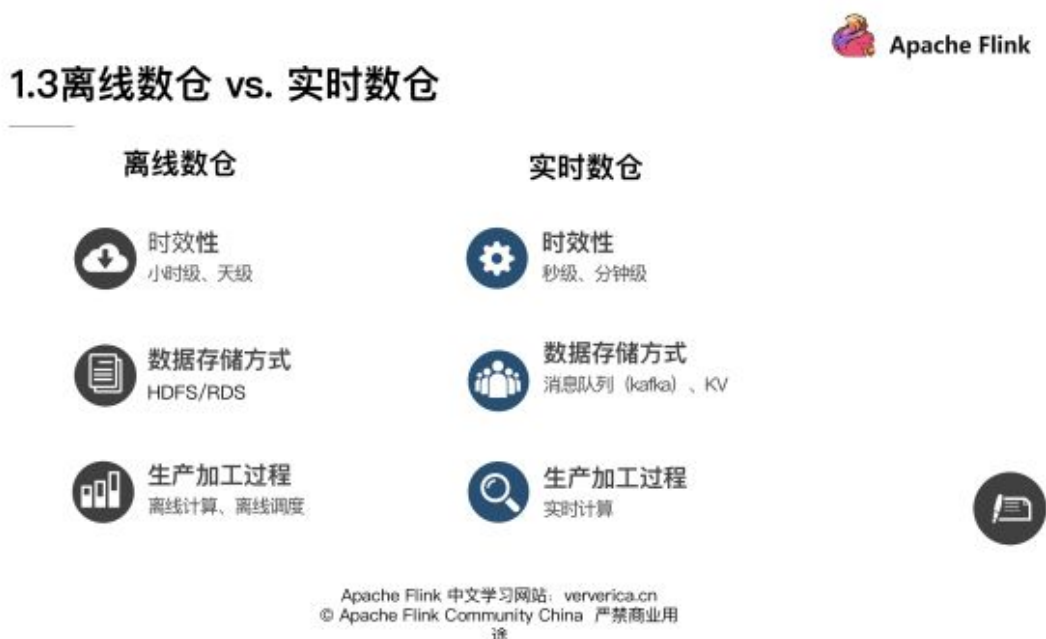 Apache Flink
1.3离线数仓 vs. 实时数仓
离线数仓
时效性
小时级、天级
数据存储方式
HDFS/RDS
生产加工过程
离线计算、离线调度
实时数仓
时效性
秒级、分钟级
数据存储方式
消息队列（kafka）、KV
生产加工过程
实时计算
Apache Flink 中文学习网站：ververica.cn
© Apache Flink Community China 严禁商业用
途